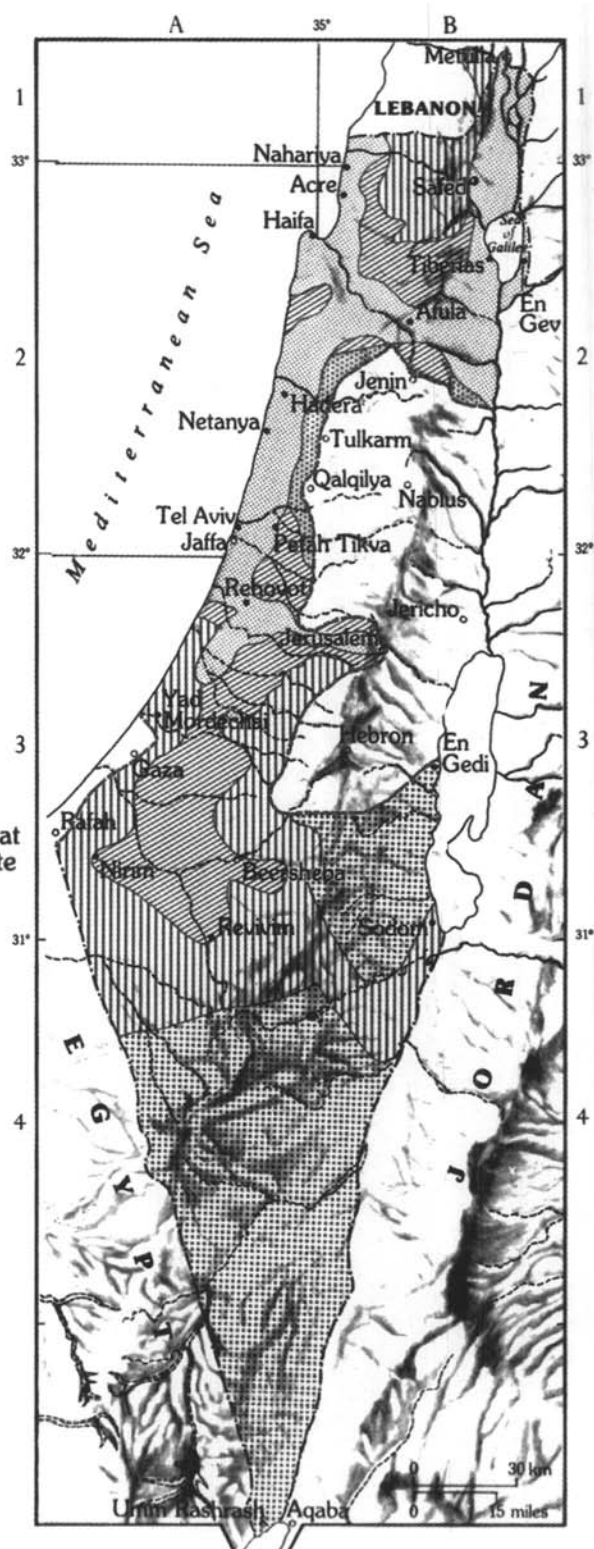 A
35°
B
1
1
Metulla
LEBANON
33°
33°
Nahariya
Acre
Safed
Haifa
Sea
of
Galilee
Tiberias
Mediterranean Sea
Afula
En
Gev
2
2
Jenin
Hadera
Netanya
Tulkarm
Qalqilya
Nablus
Tel Aviv
Petah Tikva
Jaffa
32°
32°
Rehovot
Jericho
Jerusalem
Yad
Mordechai
3
3
Hebron
En
Gedi
Gaza
Rafah
at
te
Nirim
Beersheba
Revivim
Sodom
31°
31°
JORDAN
EGYPT
4
4
0
30 km
0
15 miles
Umm Rashrash
Aqaba